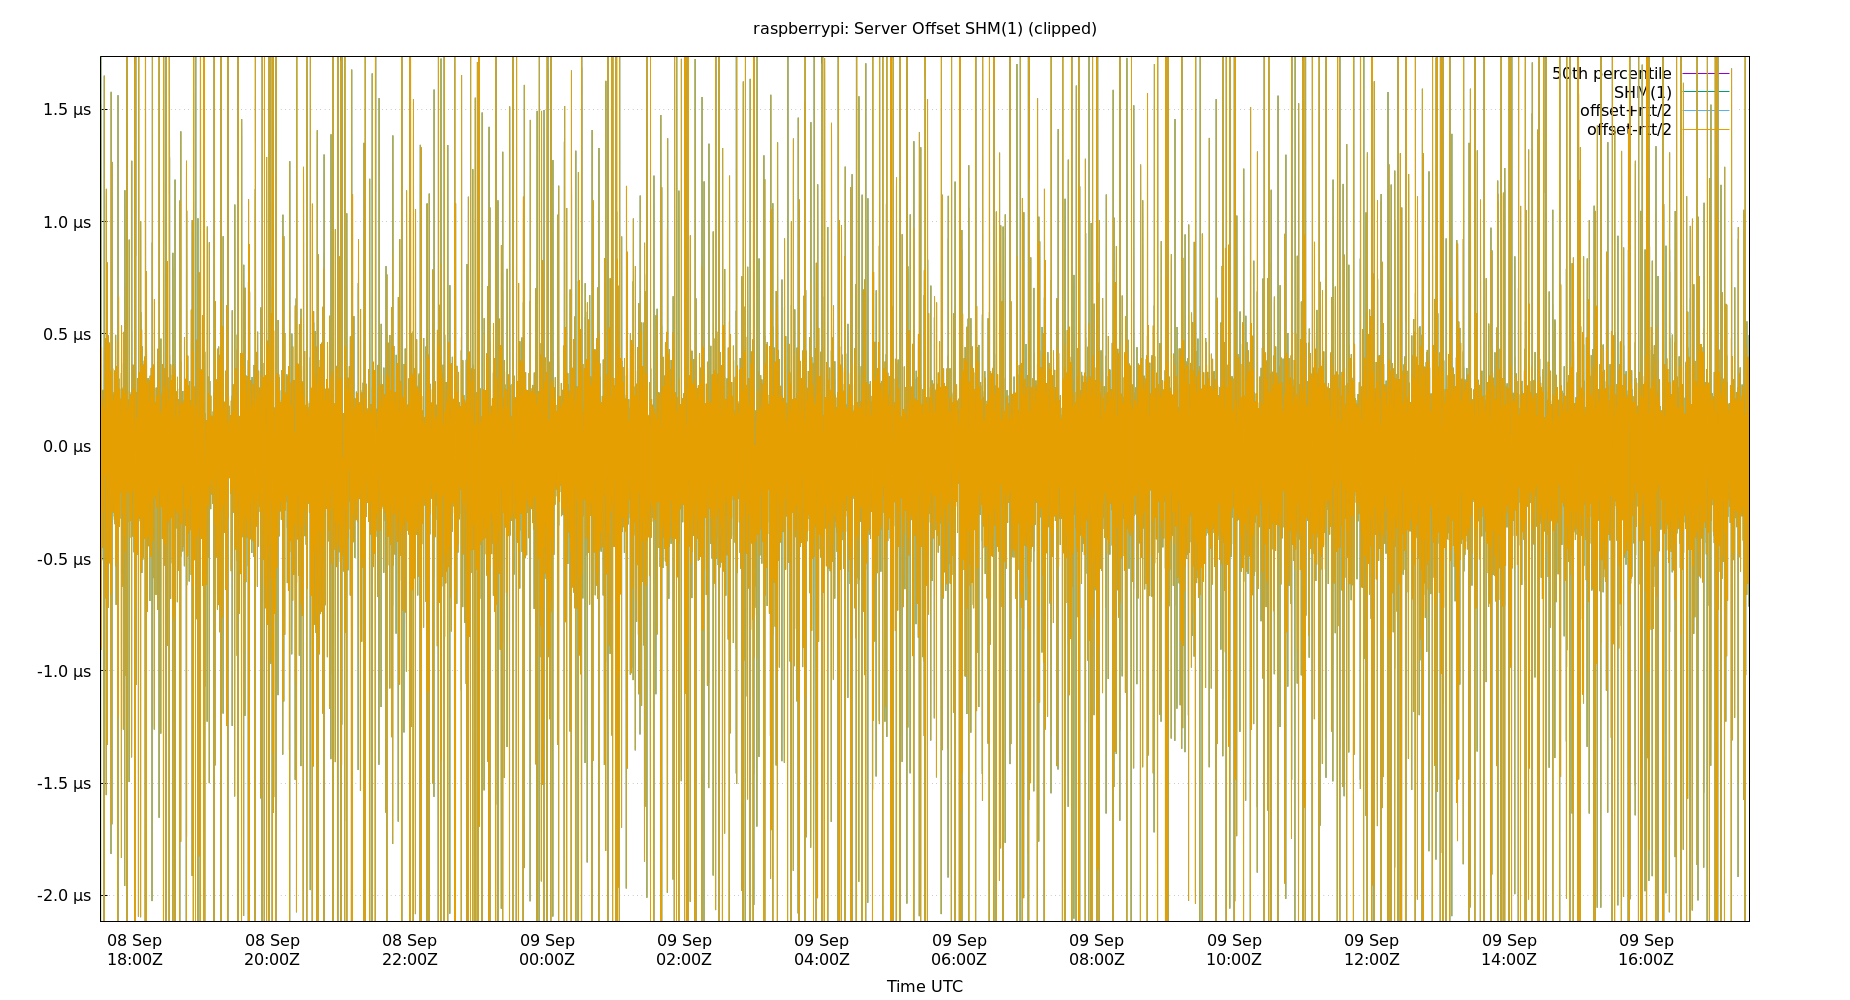 raspberrypi: Server Offset SHM(1) (clipped)
50th percentile
SHM(1)
offset+rtt/2
offset-rtt/2
1.5 µs
1.0 µs
0.5 µs
0.0 µs
-0.5 µs
-1.0 µs
-1.5 µs
-2.0 µs
08 Sep 08 Sep 08 Sep 09 Sep 09 Sep 09 Sep 09 Sep 09 Sep 09 Sep 09 Sep 09 Sep 09 Sep
18:00Z 20:00Z 22:00Z 00:00Z 02:00Z 04:00Z 06:00Z 08:00Z 10:00Z 12:00Z 14:00Z 16:00Z
Time UTC